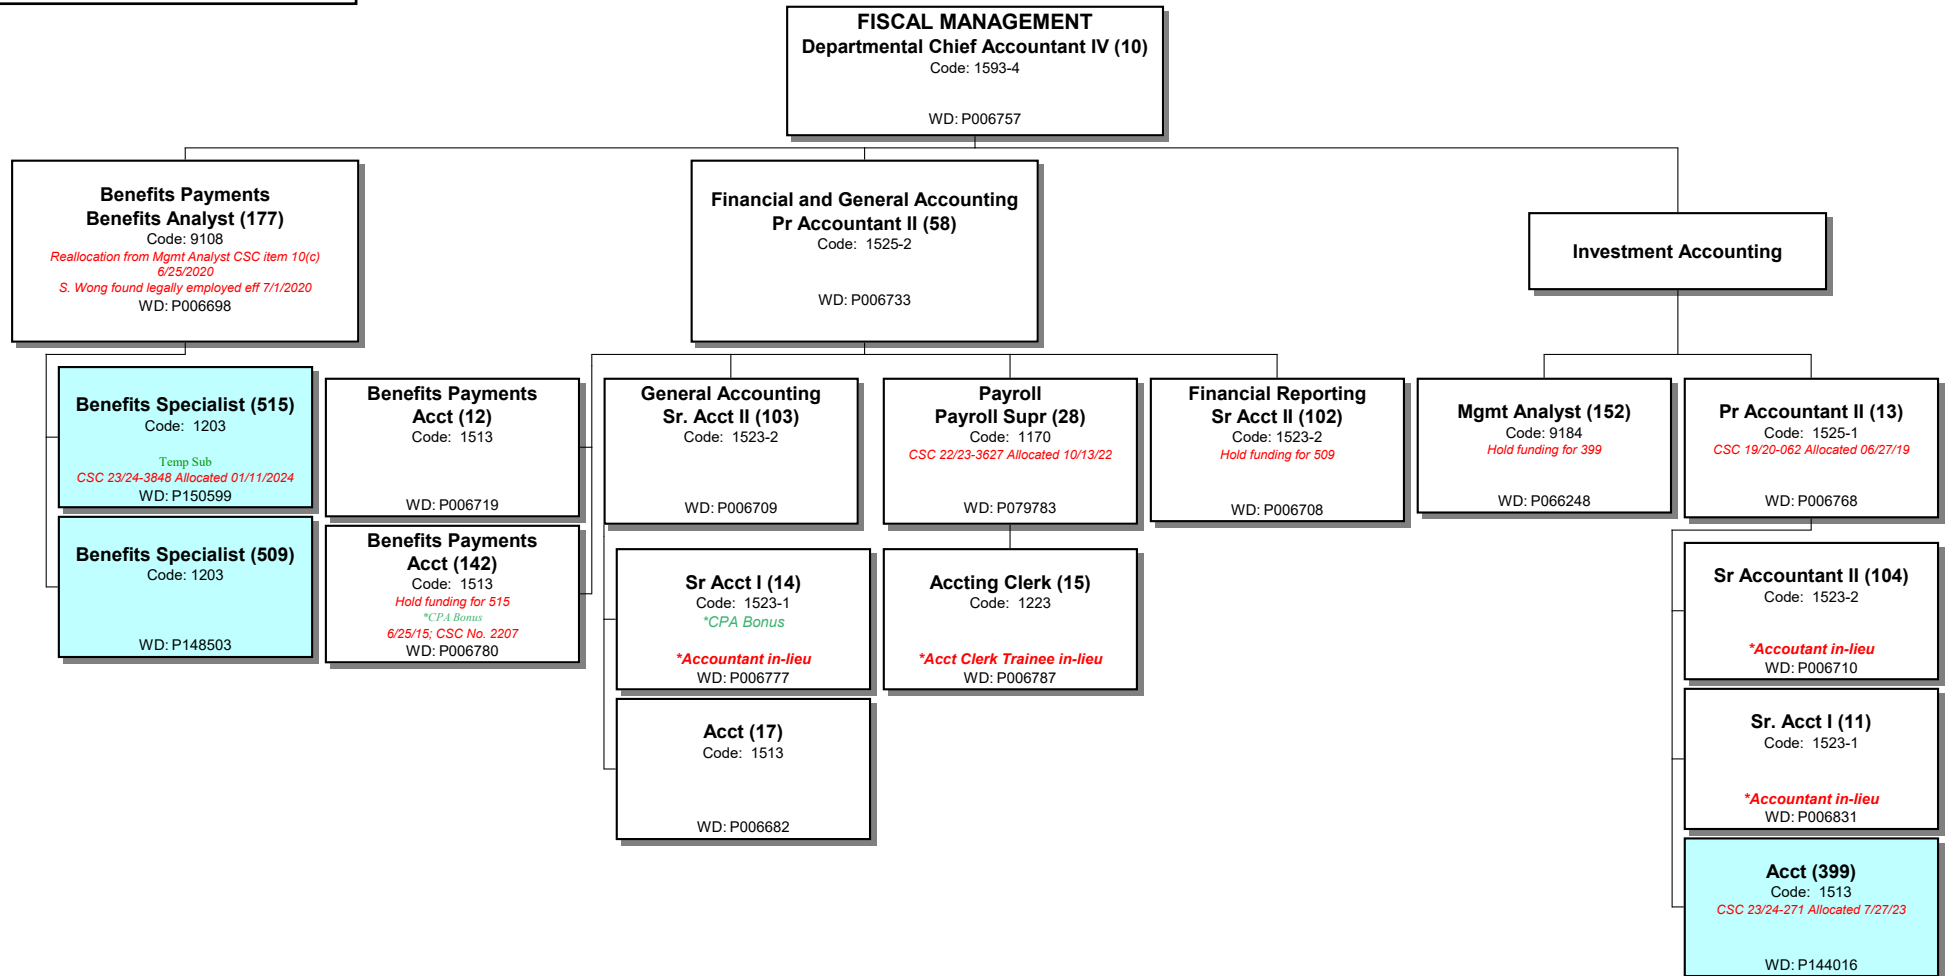 FISCAL MANAGEMENT
Departmental Chief Accountant IV (10)
Code: 1593-4
WD: P006757
Benefits Payments
Benefits Analyst (177)
Code: 9108
Reallocation from Mgmt Analyst CSC item 10(c)
6/25/2020
S. Wong found legally employed eff 7/1/2020
WD: P006698
Financial and General Accounting
Pr Accountant II (58)
Code: 1525-2
WD: P006733
Investment Accounting
Benefits Specialist (515)
Code: 1203
Temp Sub
CSC 23/24-3848 Allocated 01/11/2024
WD: P150599
Benefits Specialist (509)
Code: 1203
WD: P148503
Benefits Payments
Acct (12)
Code: 1513
WD: P006719
Benefits Payments
Acct (142)
Code: 1513
Hold funding for 515
*CPA Bonus
6/25/15; CSC No. 2207
WD: P006780
General Accounting
Sr. Acct II (103)
Code: 1523-2
WD: P006709
Sr Acct I (14)
Code: 1523-1
*CPA Bonus
*Accountant in-lieu
WD: P006777
Acct (17)
Code: 1513
WD: P006682
Payroll
Payroll Supr (28)
Code: 1170
CSC 22/23-3627 Allocated 10/13/22
WD: P079783
Accting Clerk (15)
Code: 1223
*Acct Clerk Trainee in-lieu
WD: P006787
Financial Reporting
Sr Acct II (102)
Code: 1523-2
Hold funding for 509
WD: P006708
Mgmt Analyst (152)
Code: 9184
Hold funding for 399
WD: P066248
Pr Accountant II (13)
Code: 1525-1
CSC 19/20-062 Allocated 06/27/19
WD: P006768
Sr Accountant II (104)
Code: 1523-2
*Accoutant in-lieu
WD: P006710
Sr. Acct I (11)
Code: 1523-1
*Accountant in-lieu
WD: P006831
Acct (399)
Code: 1513
CSC 23/24-271 Allocated 7/27/23
WD: P144016